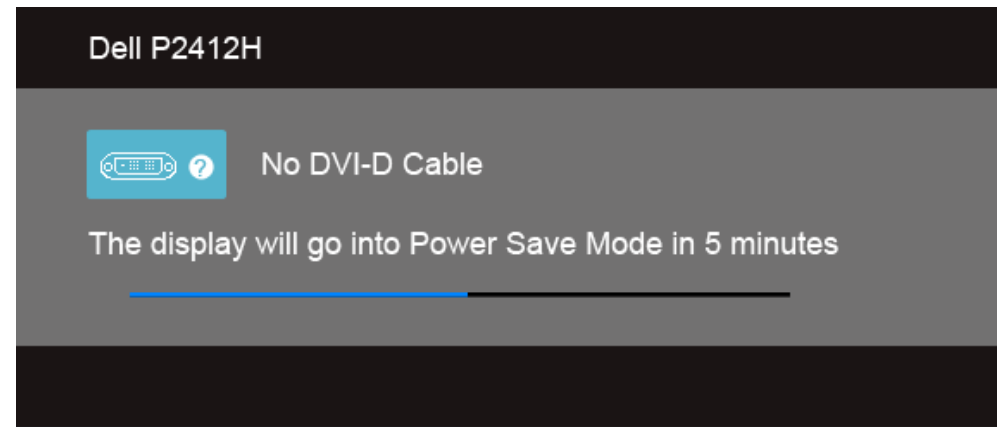 Dell P2412H
No DVI-D Cable
The display will go into Power Save Mode in 5 minutes